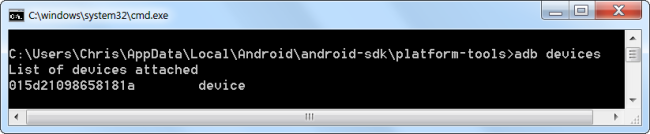 C:\windows\system32\cmd.exe
C:\Users\Chris\AppData\Local\Android\android-sdk\platform-tools>adb devices
List of devices attached
015d21098658181a        device